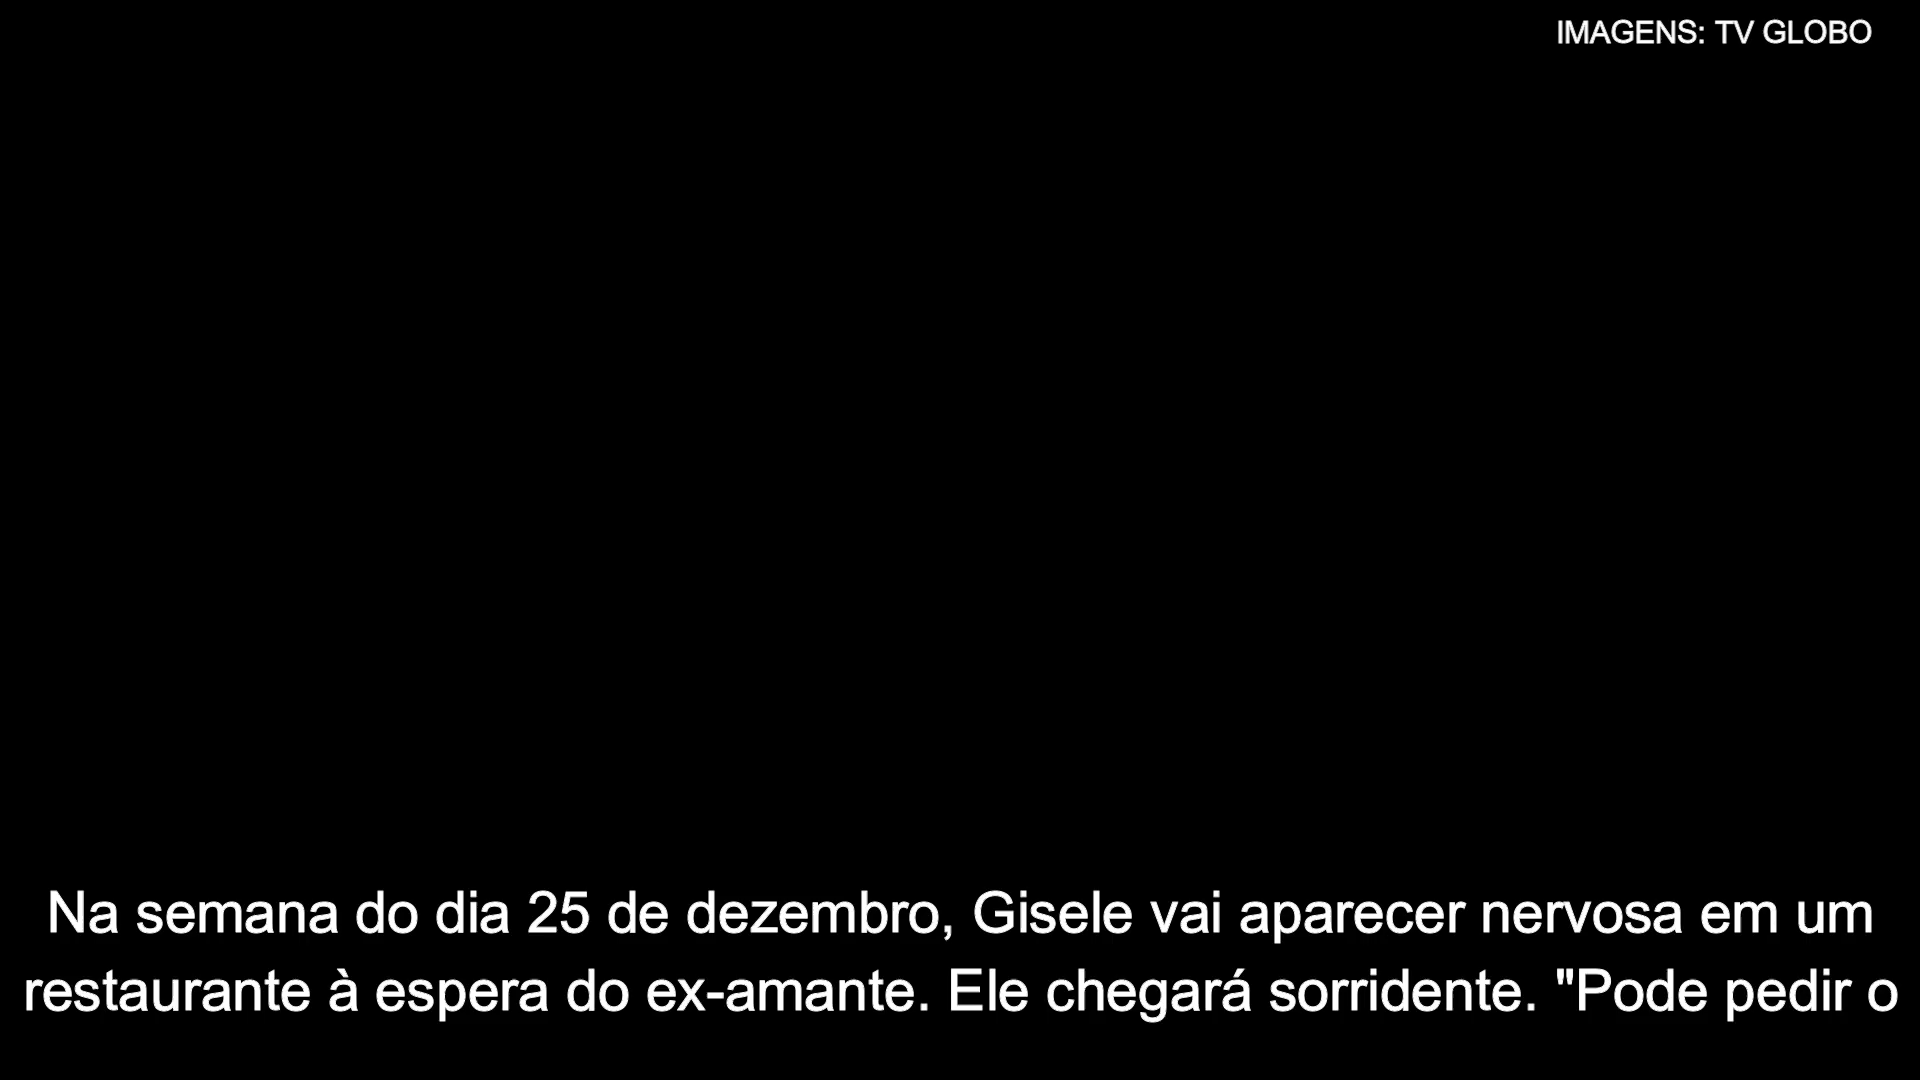 IMAGENS: TV GLOBO
Na semana do dia 25 de dezembro, Gisele vai aparecer nervosa em um
restaurante à espera do ex-amante. Ele chegará sorridente. "Pode pedir o